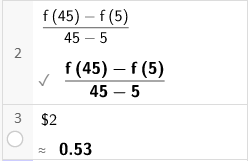 f (45) − f (5)
45 − 5
2
✓ f (45) − f (5)
45 − 5
3
$2
≈ 0.53